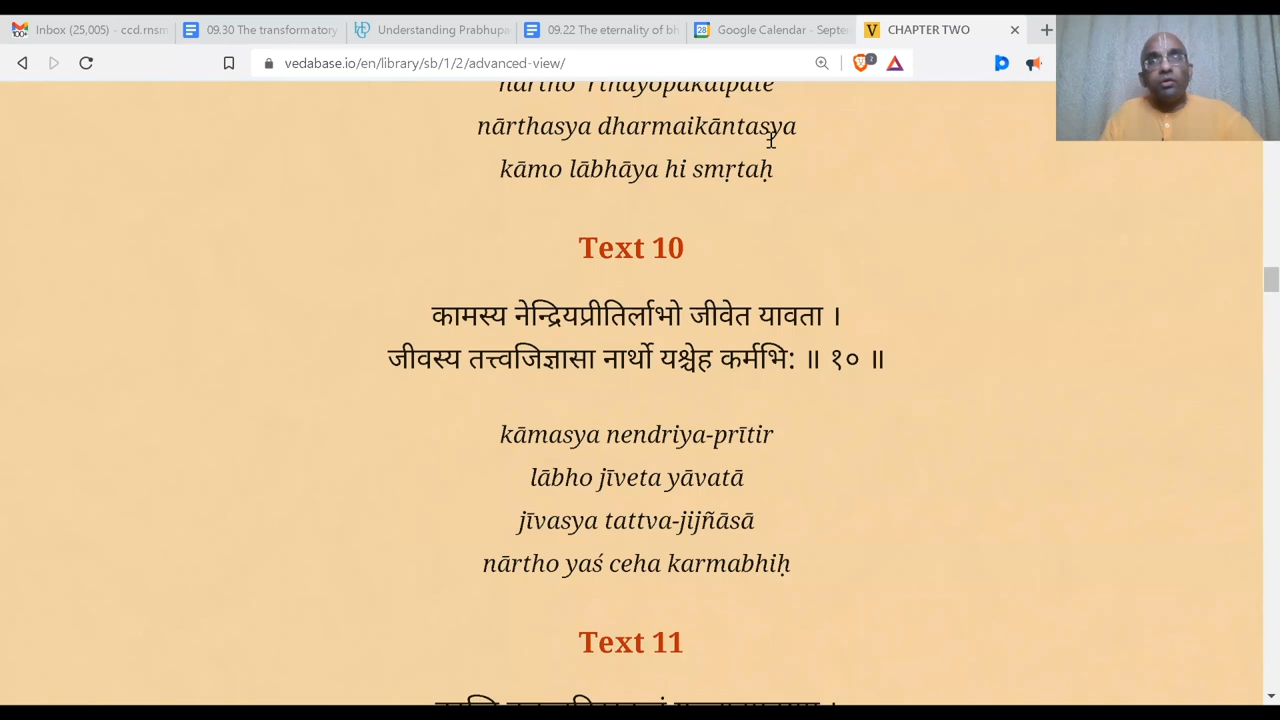 Inbox (25,005) - ccd.rnsm
09.30 The transformatory
Understanding Prabhupa
09.22 The eternality of bh
Google Calendar - Septe
CHAPTER TWO
vedabase.io/en/library/sb/1/2/advanced-view/
nārtho 'rthāyopakalpate
nārthasya dharmaikāntasya
kāmo lābhāya hi smṛtaḥ
Text 10
कामस्य नेन्द्रियप्रीतिर्लाभो जीवेत यावता ।
जीवस्य तत्त्वजिज्ञासा नार्थो यश्चेह कर्मभि: ॥ १० ॥
kāmasya nendriya-prītir
lābho jīveta yāvatā
jīvasya tattva-jijñāsā
nārtho yaś ceha karmabhiḥ
Text 11